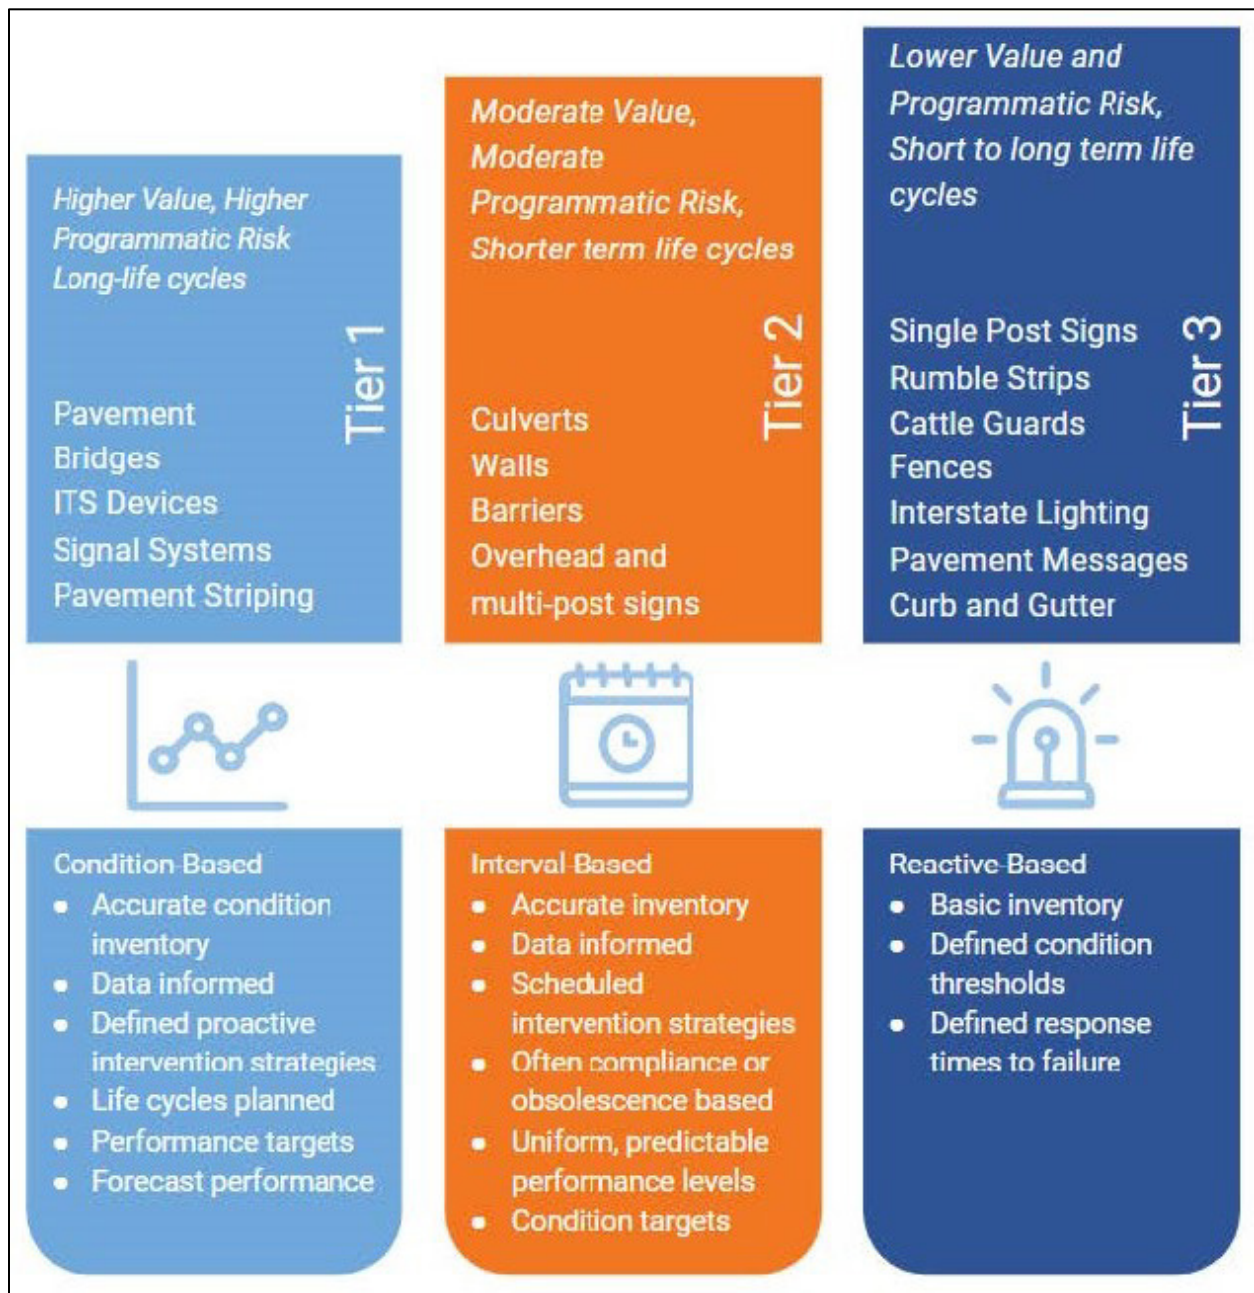 Higher Value, Higher
Programmatic Risk
Long-life cycles
Tier 1
Pavement
Bridges
ITS Devices
Signal Systems
Pavement Striping
Moderate Value,
Moderate
Programmatic Risk,
Shorter term life cycles
Tier 2
Culverts
Walls
Barriers
Overhead and
multi-post signs
Lower Value and
Programmatic Risk,
Short to long term life
cycles
Tier 3
Single Post Signs
Rumble Strips
Cattle Guards
Fences
Interstate Lighting
Pavement Messages
Curb and Gutter
Condition-Based
• Accurate condition
inventory
• Data informed
• Defined proactive
intervention strategies
• Life cycles planned
• Performance targets
• Forecast performance
Interval-Based
• Accurate inventory
• Data informed
• Scheduled
intervention strategies
• Often compliance or
obsolescence based
• Uniform, predictable
performance levels
• Condition targets
Reactive-Based
• Basic inventory
• Defined condition
thresholds
• Defined response
times to failure